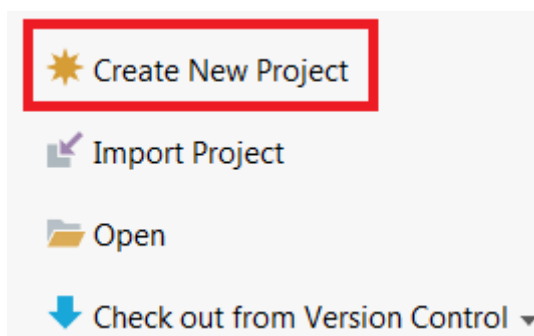 Create New Project
Import Project
Open
Check out from Version Control